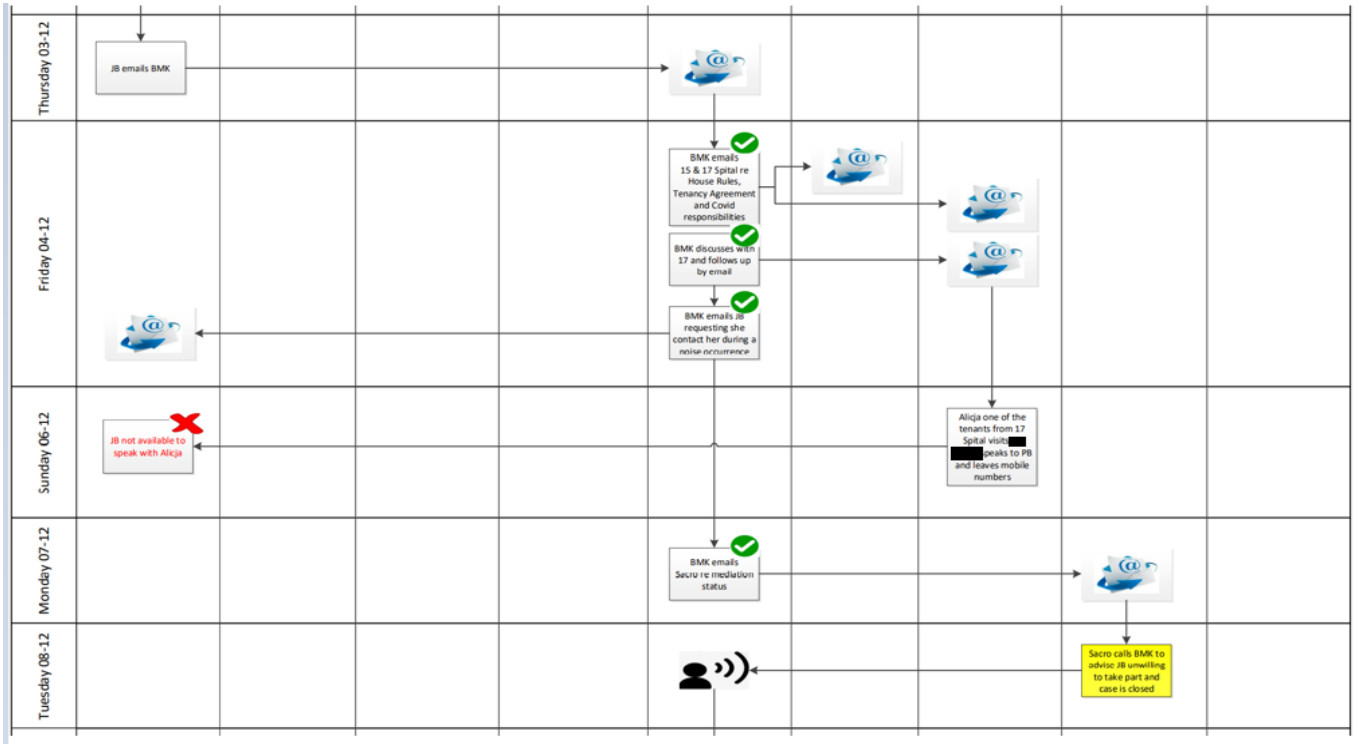 Thursday 03-12
JB emails BMK
Friday 04-12
BMK emails
15 & 17 Spital re
House Rules,
Tenancy Agreement
and Covid
responsibilities
BMK discusses with
17 and follows up
by email
BMK emails JB
requesting she
contact her during a
noise occurrence
Sunday 06-12
JB not available to
speak with Alicja
Alicja one of the
tenants from 17
Spital visits
speaks to PB
and leaves mobile
numbers
Monday 07-12
BMK emails
Sacro re mediation
status
Tuesday 08-12
Sacro calls BMK to
advise JB unwilling
to take part and
case is closed